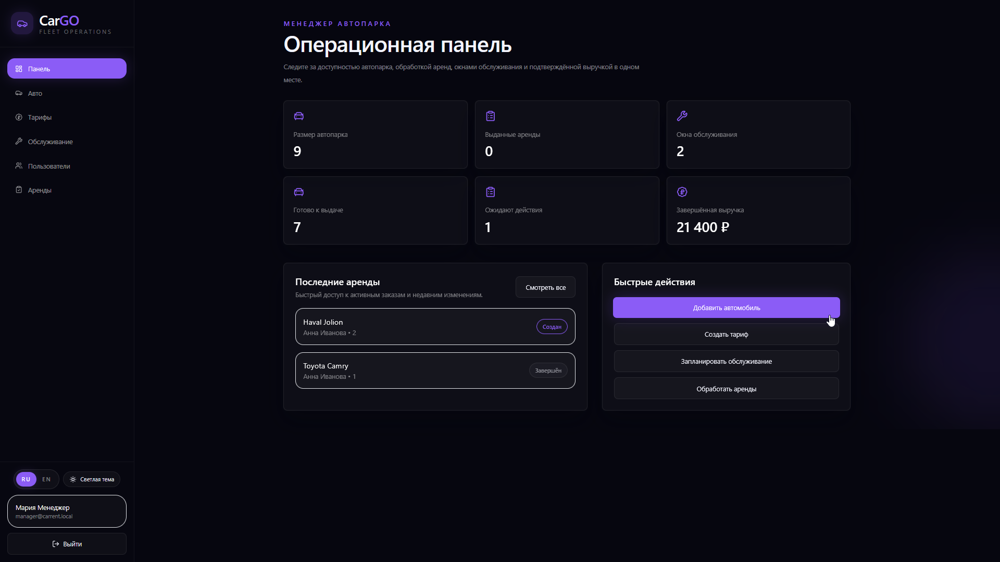 CarGO
FLEET OPERATIONS
Панель
Авто
Тарифы
Обслуживание
Пользователи
Аренды
RU EN
Светлая тема
Мария Менеджер
manager@carrent.local
Выйти
МЕНЕДЖЕР АВТОПАРКА
Операционная панель
Следите за доступностью автопарка, обработкой аренд, окнами обслуживания и подтверждённой выручкой в одном
месте.
Размер автопарка
9
Выданные аренды
0
Окна обслуживания
2
Готово к выдаче
7
Ожидают действия
1
Завершённая выручка
21 400 ₽
Последние аренды
Быстрый доступ к активным заказам и недавним изменениям.
Смотреть все
Haval Jolion
Анна Иванова • 2
Создан
Toyota Camry
Анна Иванова • 1
Завершён
Быстрые действия
Добавить автомобиль
Создать тариф
Запланировать обслуживание
Обработать аренды